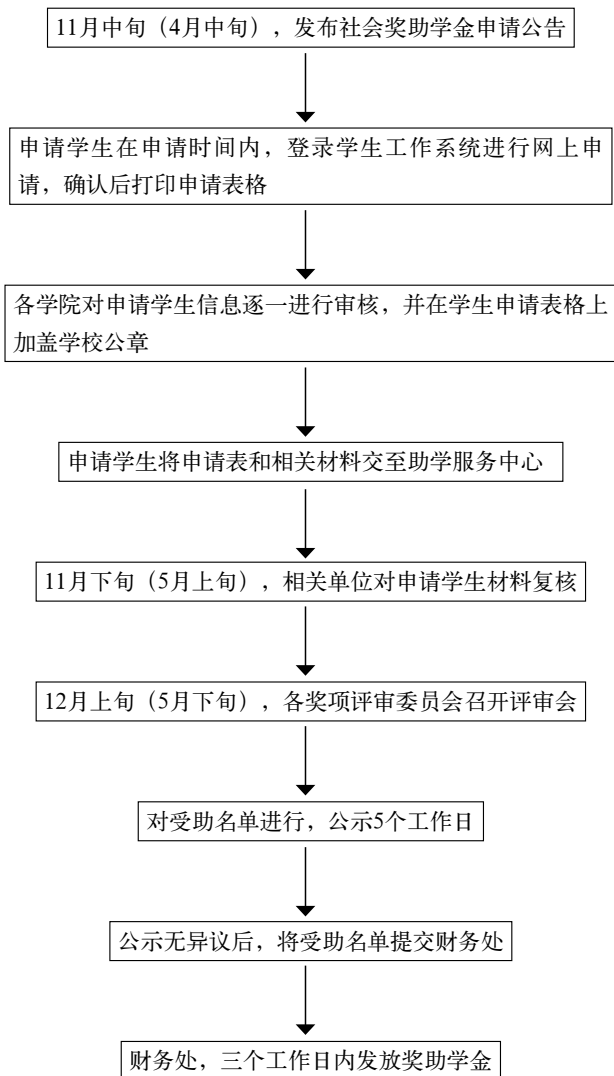 11月中旬（4月中旬），发布社会奖助学金申请公告
申请学生在申请时间内，登录学生工作系统进行网上申
请，确认后打印申请表格
各学院对申请学生信息逐一进行审核，并在学生申请表格上
加盖学校公章
申请学生将申请表和相关材料交至助学服务中心
11月下旬（5月上旬），相关单位对申请学生材料复核
12月上旬（5月下旬），各奖项评审委员会召开评审会
对受助名单进行，公示5个工作日
公示无异议后，将受助名单提交财务处
财务处，三个工作日内发放奖助学金